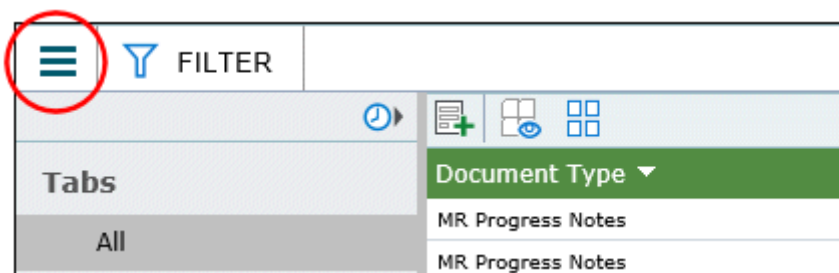 FILTER
Tabs
All
Document Type
MR Progress Notes
MR Progress Notes